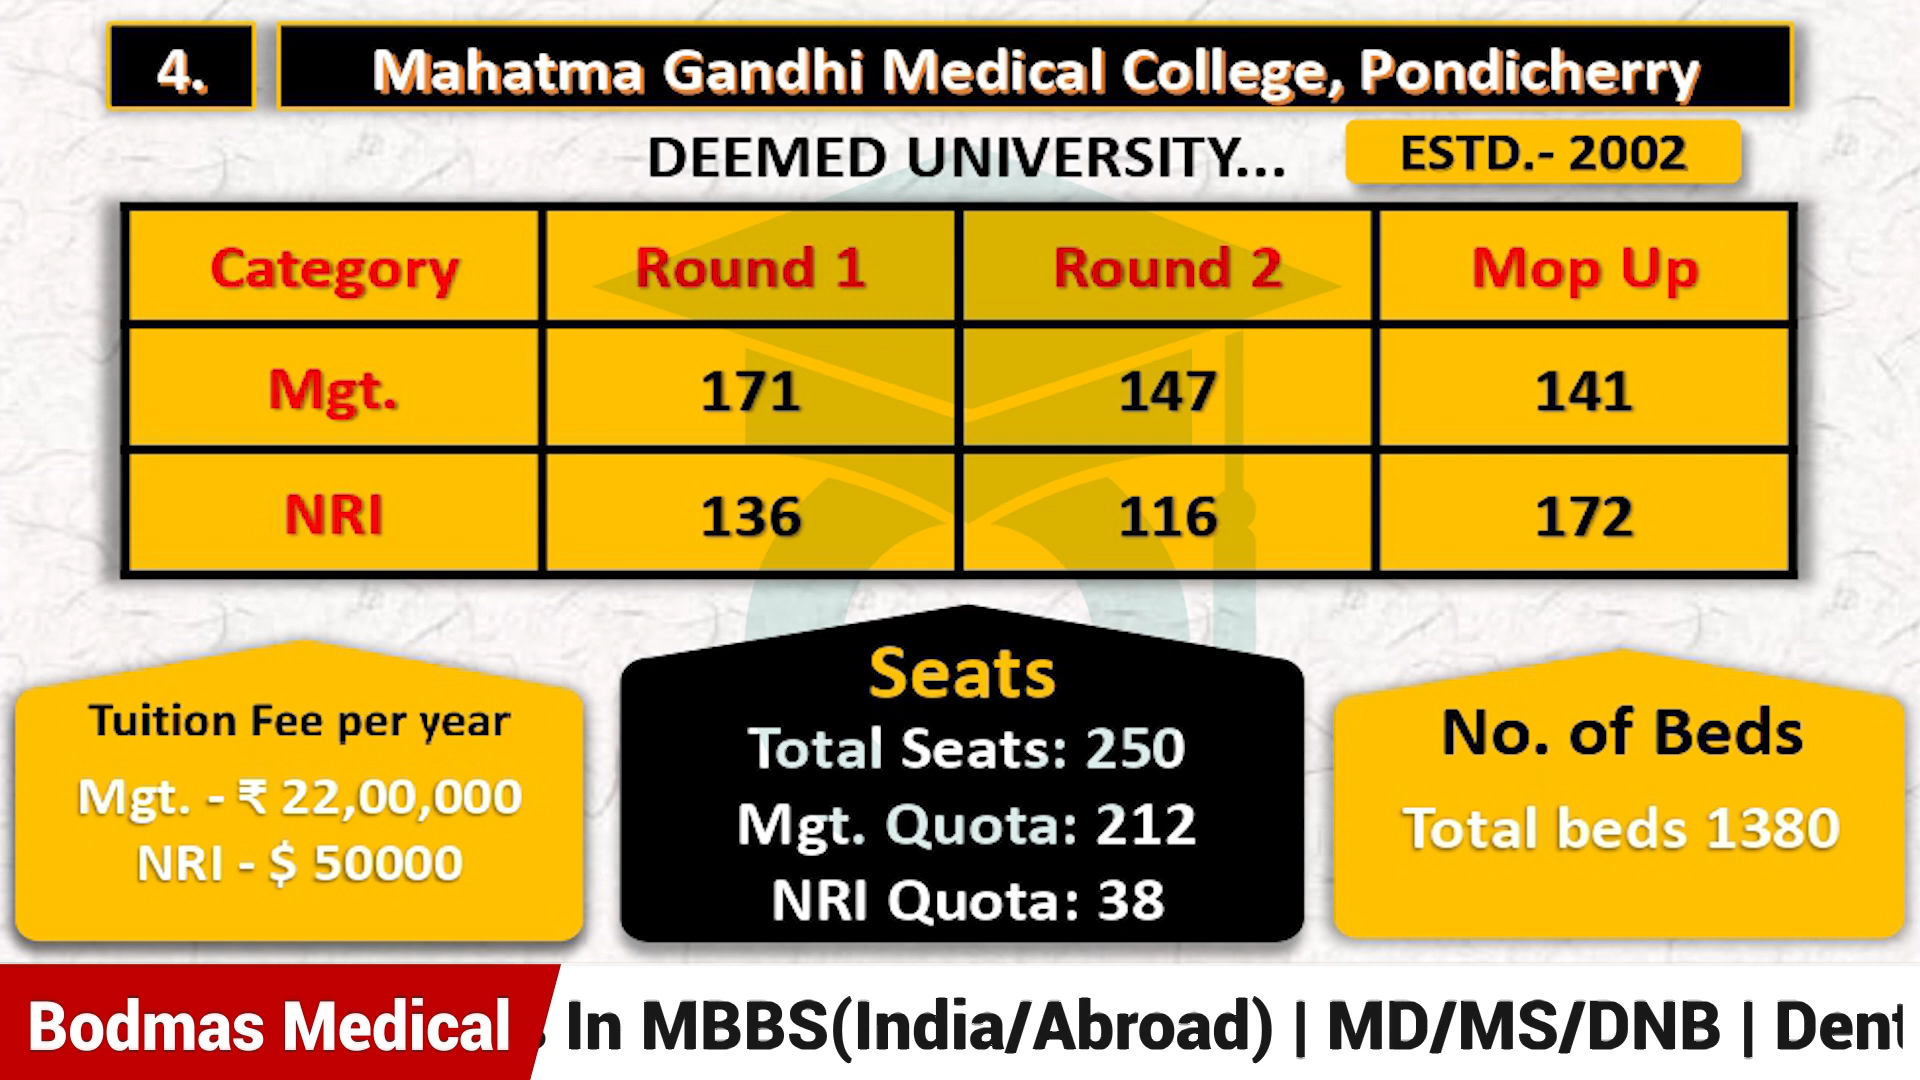 4.
Mahatma Gandhi Medical College, Pondicherry
DEEMED UNIVERSITY...
ESTD.- 2002
Category Round 1 Round 2 Mop Up
Mgt. 171 147 141
NRI 136 116 172
Tuition Fee per year
Mgt. - ₹ 22,00,000
NRI - $ 50000
Seats
Total Seats: 250
Mgt. Quota: 212
NRI Quota: 38
No. of Beds
Total beds 1380
Bodmas Medical
In MBBS(India/Abroad) | MD/MS/DNB |